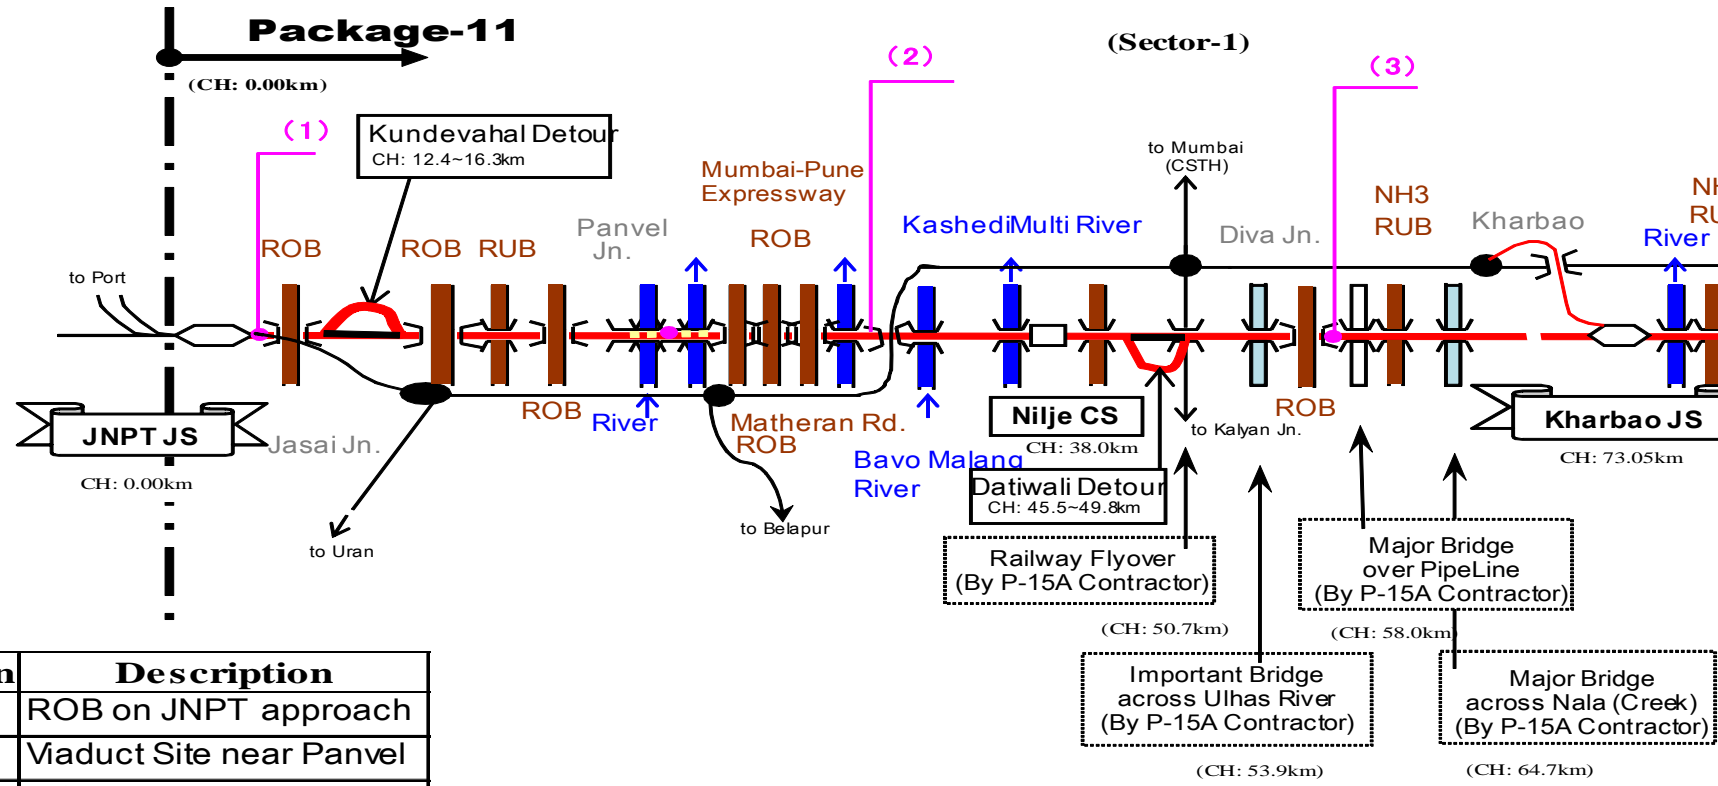 Package-11
(CH: 0.00km)
(Sector-1)
(1)
(2)
(3)
Kundevahal Detour
CH: 12.4~16.3km
Mumbai-Pune
Expressway
to Mumbai
(CSTH)
NH3
RUB
Kharbao
River
Panvel
Jn.
ROB
ROB
RUB
ROB
KashediMulti River
Diva Jn.
to Port
ROB
River
Matheran Rd.
ROB
Bavo Malang
River
Nilje CS
CH: 38.0km
to Kalyan Jn.
ROB
Kharbao JS
CH: 73.05km
JNPT JS
CH: 0.00km
Jasai Jn.
to Uran
to Belapur
Datiwali Detour
CH: 45.5~49.8km
Railway Flyover
(By P-15A Contractor)
(CH: 50.7km)
Major Bridge
over PipeLine
(By P-15A Contractor)
(CH: 58.0km)
Important Bridge
across Ulhas River
(By P-15A Contractor)
(CH: 53.9km)
Major Bridge
across Nala (Creek)
(By P-15A Contractor)
(CH: 64.7km)
Description
ROB on JNPT approach
Viaduct Site near Panvel